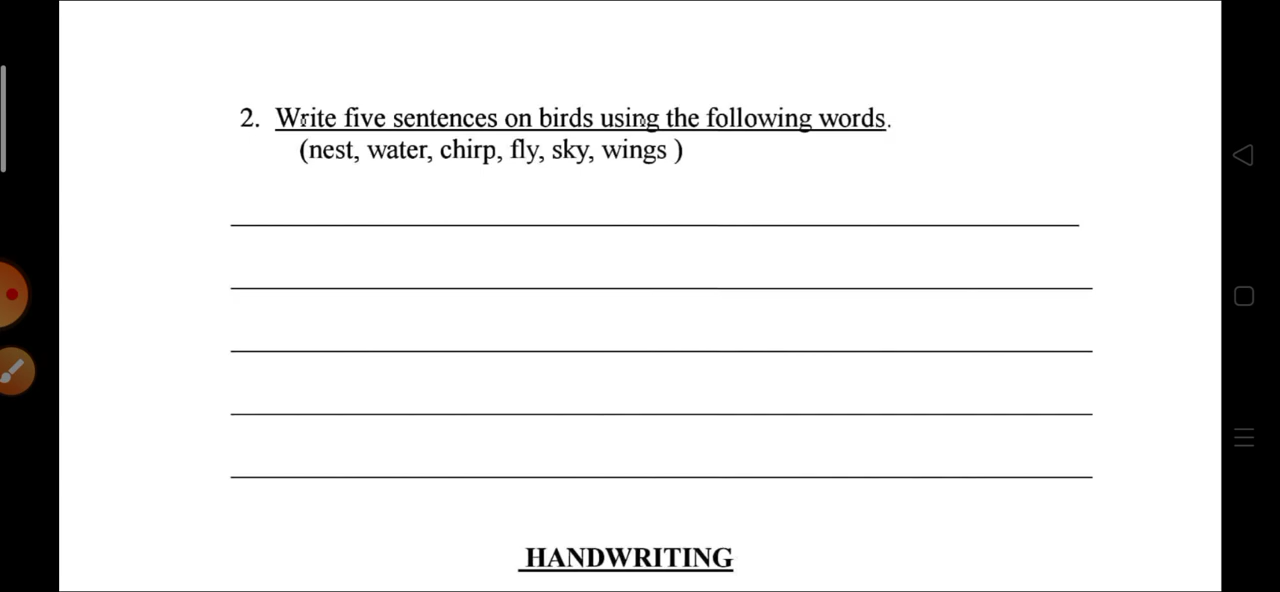 2. Write five sentences on birds using the following words.
(nest, water, chirp, fly, sky, wings )
HANDWRITING